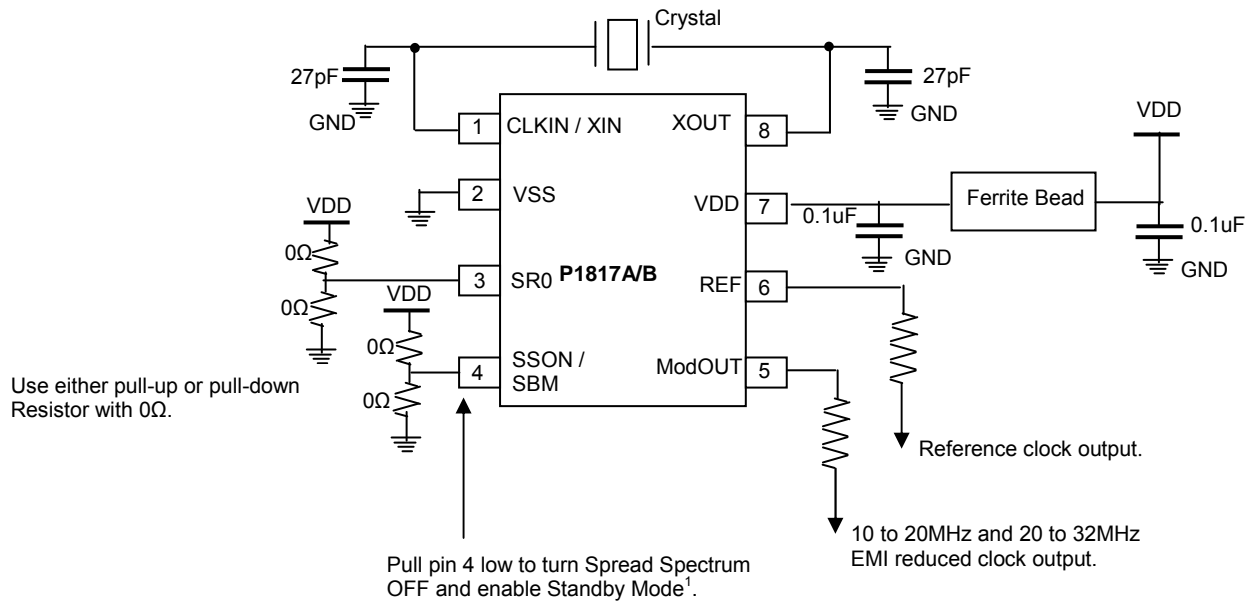 Crystal
27pF
27pF
GND
GND
VDD
1
CLKIN / XIN
XOUT
8
2
VSS
VDD
7
0.1uF
Ferrite Bead
0.1uF
GND
GND
VDD
0Ω
0Ω
3
SR0
P1817A/B
REF
6
VDD
0Ω
0Ω
4
SSON /
SBM
ModOUT
5
Use either pull-up or pull-down
Resistor with 0Ω.
Reference clock output.
10 to 20MHz and 20 to 32MHz
EMI reduced clock output.
Pull pin 4 low to turn Spread Spectrum
OFF and enable Standby Mode¹.